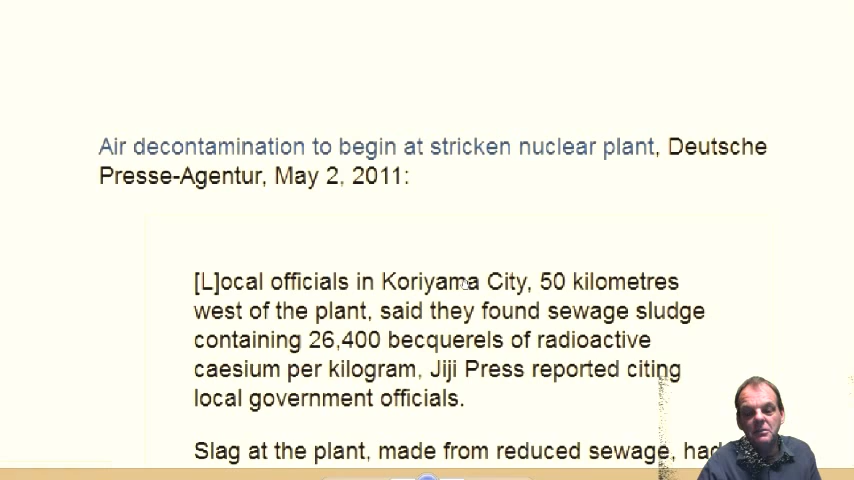 Air decontamination to begin at stricken nuclear plant, Deutsche
Presse-Agentur, May 2, 2011:
[L]ocal officials in Koriyama City, 50 kilometres
west of the plant, said they found sewage sludge
containing 26,400 becquerels of radioactive
caesium per kilogram, Jiji Press reported citing
local government officials.
Slag at the plant, made from reduced sewage, had